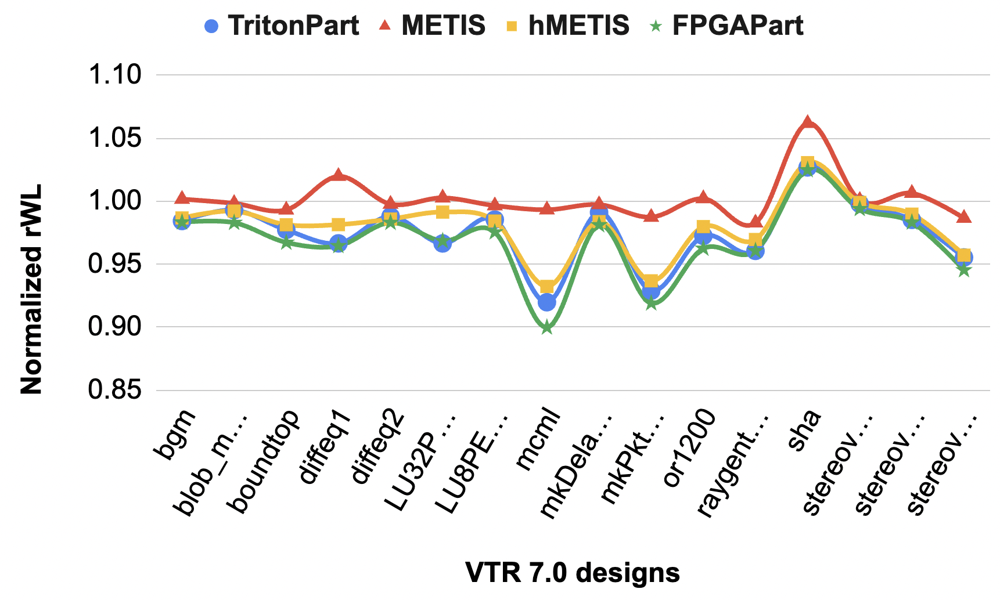 TritonPart METIS hMETIS FPGAPart
1.10
1.05
1.00
0.95
0.90
0.85
Normalized rWL
bgm
blob_m…
boundtop
diffeq1
diffeq2
LU32P…
LU8PE…
mcml
mkDela…
mkPkt…
or1200
raygent…
sha
stereov…
stereov…
stereov…
VTR 7.0 designs